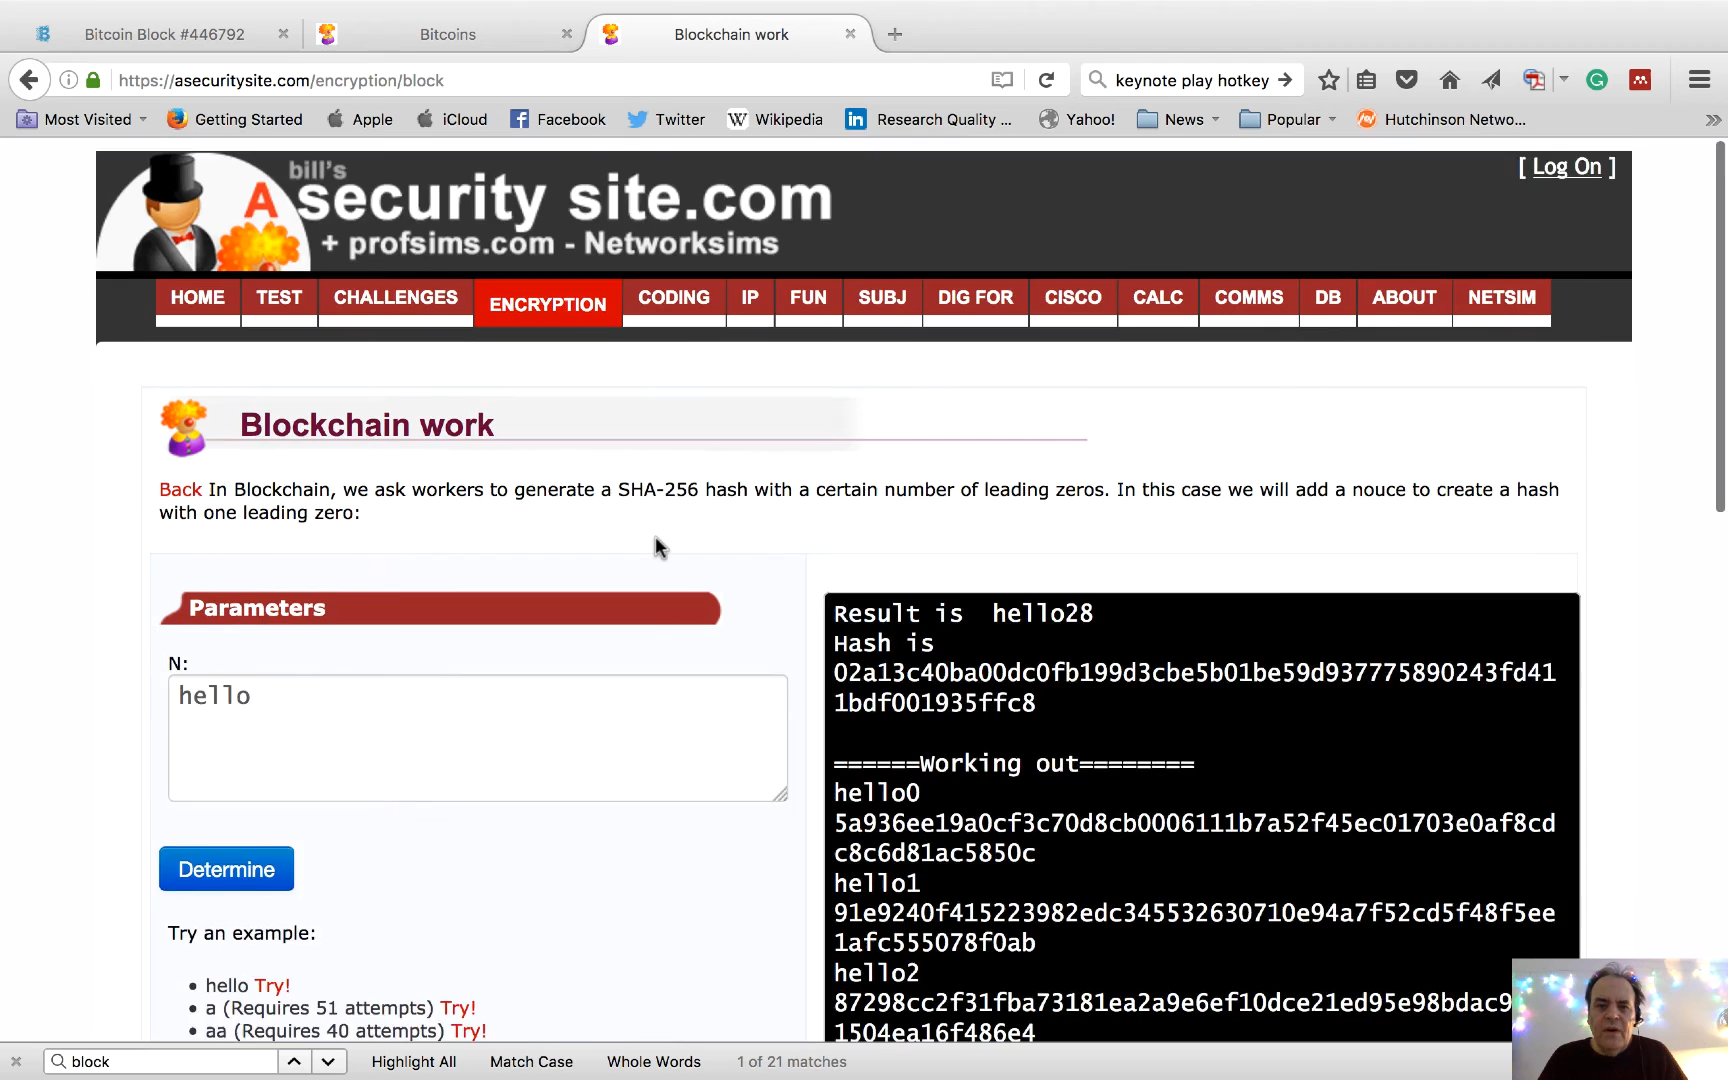 Bitcoin Block #446792
Bitcoins
Blockchain work
https://asecuritysite.com/encryption/block
keynote play hotkey
Most Visited
Getting Started
Apple
iCloud
Facebook
Twitter
Wikipedia
Research Quality ...
Yahoo!
News
Popular
Hutchinson Netwo...
bill's
A security site.com
+ profsims.com - Networksims
[ Log On ]
HOME
TEST
CHALLENGES
ENCRYPTION
CODING
IP
FUN
SUBJ
DIG FOR
CISCO
CALC
COMMS
DB
ABOUT
NETSIM
Blockchain work
Back In Blockchain, we ask workers to generate a SHA-256 hash with a certain number of leading zeros. In this case we will add a nouce to create a hash
with one leading zero:
Parameters
N:
hello
Determine
Try an example:
hello Try!
a (Requires 51 attempts) Try!
aa (Requires 40 attempts) Try!
Result is hello28
Hash is
02a13c40ba00dc0fb199d3cbe5b01be59d937775890243fd41
1bdf001935ffc8
======Working out========
hello0
5a936ee19a0cf3c70d8cb0006111b7a52f45ec01703e0af8cd
c8c6d81ac5850c
hello1
91e9240f415223982edc345532630710e94a7f52cd5f48f5ee
1afc555078f0ab
hello2
87298cc2f31fba73181ea2a9e6ef10dce21ed95e98bdac9
1504ea16f486e4
block
Highlight All
Match Case
Whole Words
1 of 21 matches